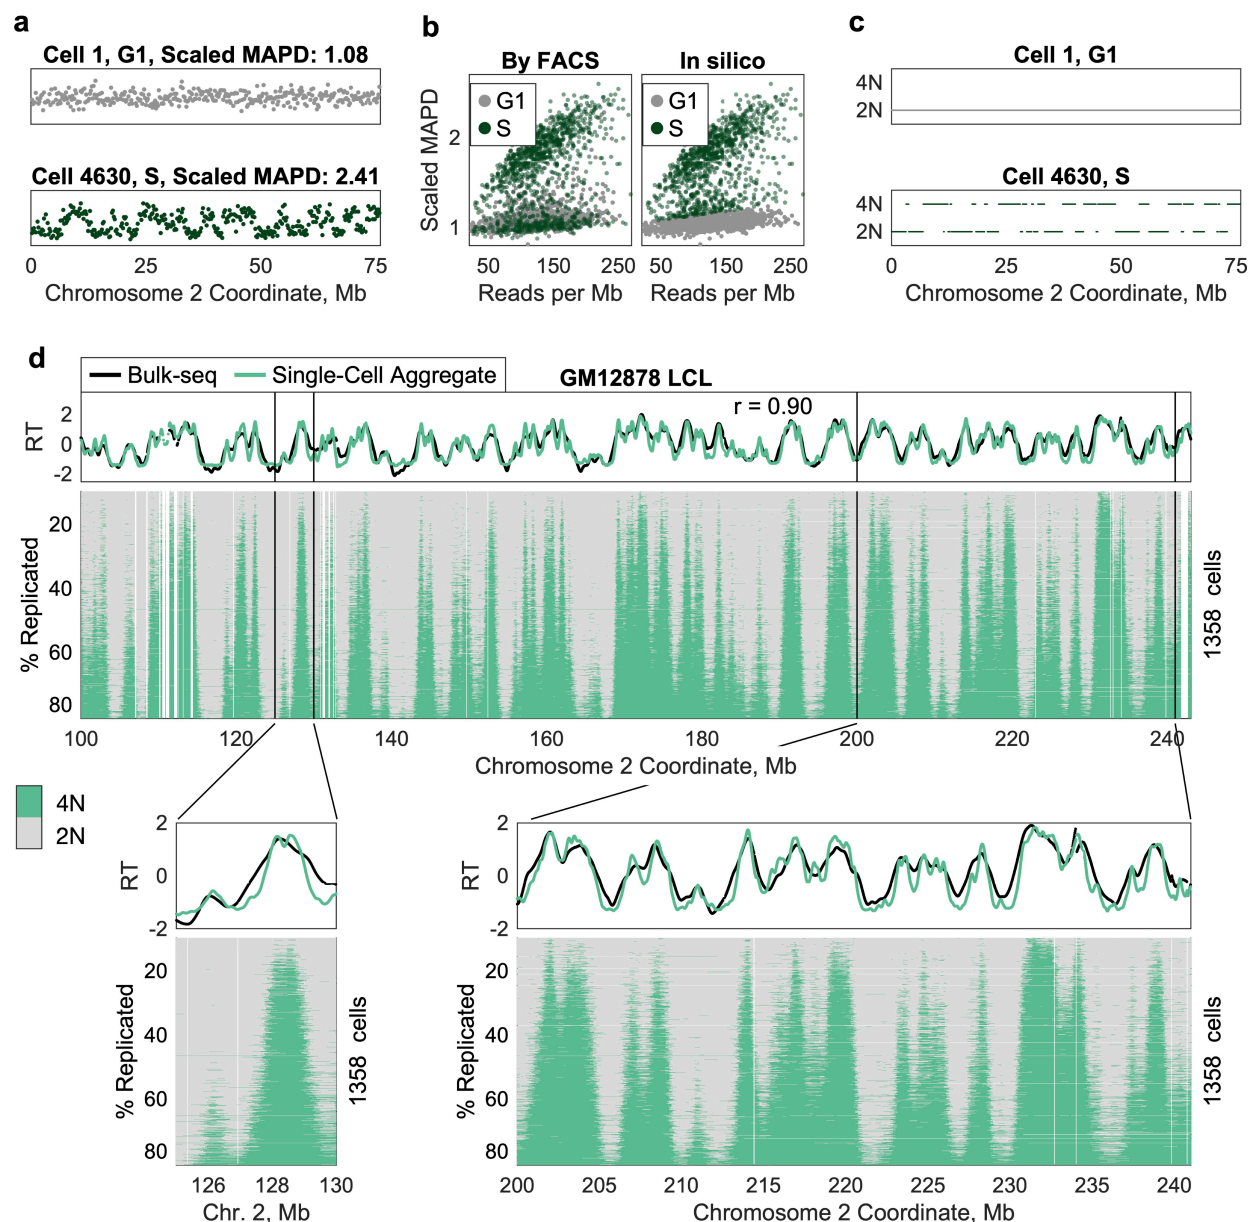 a
Cell 1, G1, Scaled MAPD: 1.08
Cell 4630, S, Scaled MAPD: 2.41
0 25 50 75
Chromosome 2 Coordinate, Mb
b
By FACS In silico
G1 G1
S S
Scaled MAPD
2
1
50 150 250 50 150 250
Reads per Mb Reads per Mb
c
Cell 1, G1
4N
2N
Cell 4630, S
4N
2N
0 25 50 75
Chromosome 2 Coordinate, Mb
d
Bulk-seq Single-Cell Aggregate
GM12878 LCL
r = 0.90
RT
2
0
-2
% Replicated
20
40
60
80
1358 cells
100 120 140 160 180 200 220 240
Chromosome 2 Coordinate, Mb
4N
2N
RT
2
0
-2
% Replicated
20
40
60
80
1358 cells
126 128 130
Chr. 2, Mb
RT
2
0
-2
% Replicated
20
40
60
80
1358 cells
200 205 210 215 220 225 230 235 240
Chromosome 2 Coordinate, Mb